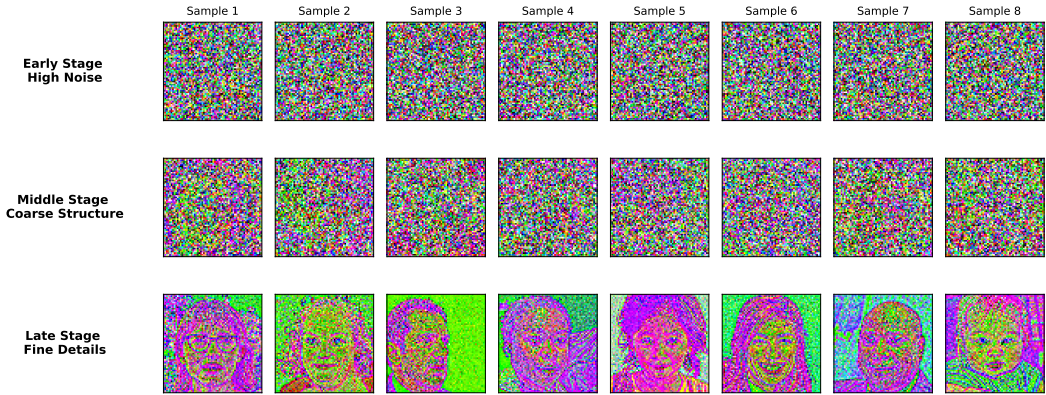 Sample 1 Sample 2 Sample 3 Sample 4 Sample 5 Sample 6 Sample 7 Sample 8
Early Stage
High Noise
Middle Stage
Coarse Structure
Late Stage
Fine Details